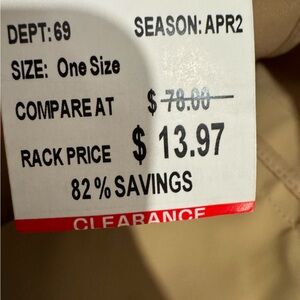 DEPT: 69 SEASON: APR2
SIZE: One Size
COMPARE AT $ 78.00
RACK PRICE $ 13.97
82 % SAVINGS
CLEARANCE